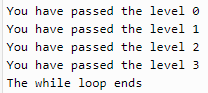 You have passed the level 0
You have passed the level 1
You have passed the level 2
You have passed the level 3
The while loop ends